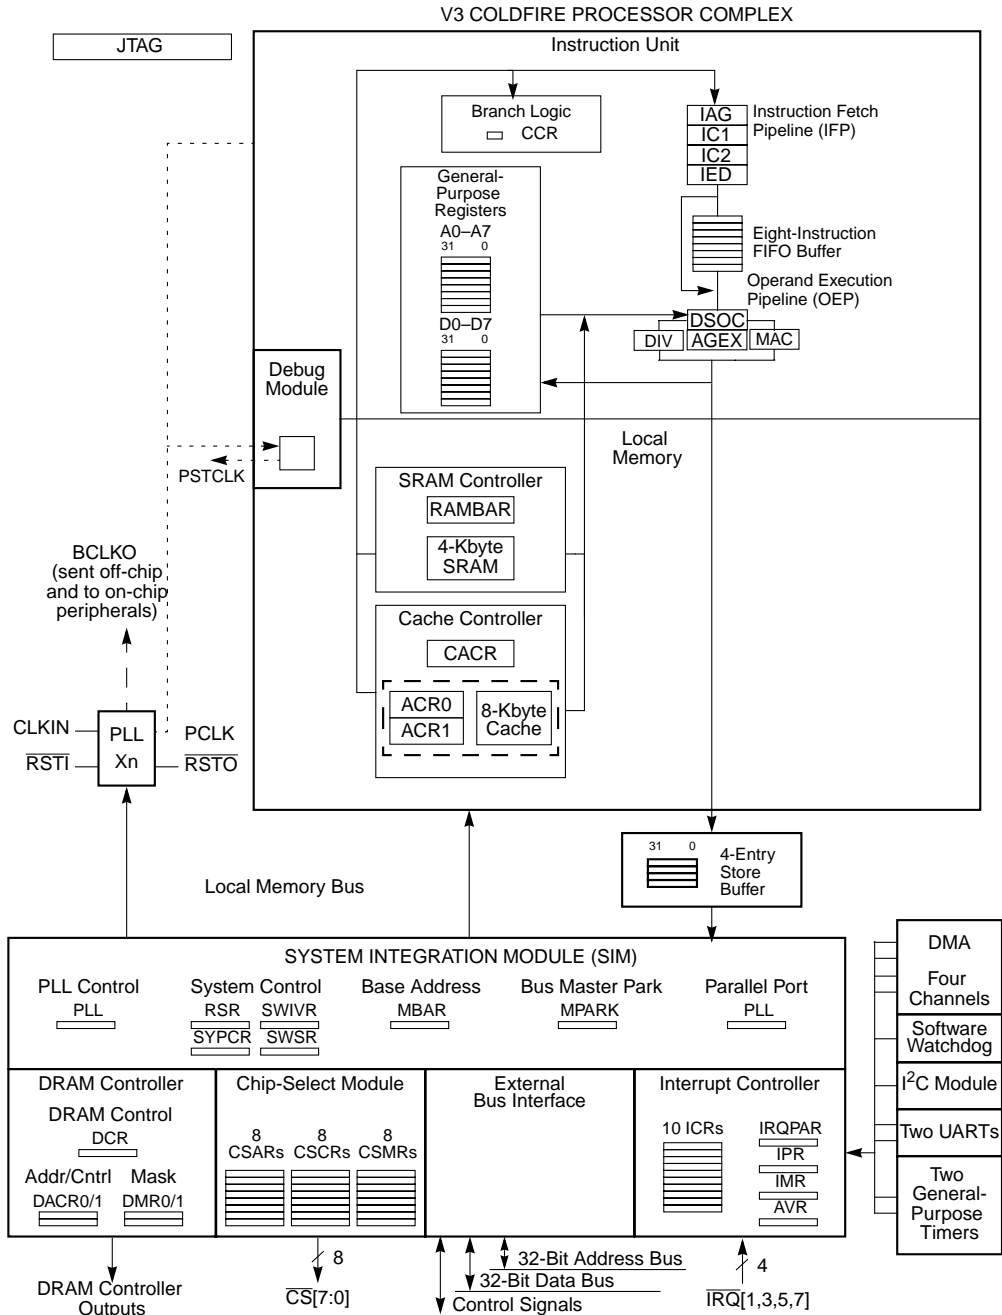 V3 COLDFIRE PROCESSOR COMPLEX
JTAG
Instruction Unit
Branch Logic
CCR
IAG
IC1
IC2
IED
Instruction Fetch
Pipeline (IFP)
General-
Purpose
Registers
A0–A7
31 0
D0–D7
31 0
Eight-Instruction
FIFO Buffer
Operand Execution
Pipeline (OEP)
DSOC
DIV
AGEX
MAC
Debug
Module
PSTCLK
Local
Memory
SRAM Controller
RAMBAR
4-Kbyte
SRAM
Cache Controller
CACR
ACR0
ACR1
8-Kbyte
Cache
BCLKO
(sent off-chip
and to on-chip
peripherals)
CLKIN
PLL
PCLK
RSTI
Xn
RSTO
31 0
4-Entry
Store
Buffer
Local Memory Bus
SYSTEM INTEGRATION MODULE (SIM)
PLL Control
PLL
System Control
RSR SWIVR
SYPCR SWSR
Base Address
MBAR
Bus Master Park
MPARK
Parallel Port
PLL
DMA
Four
Channels
Software
Watchdog
I²C Module
Two UARTs
Two
General-
Purpose
Timers
DRAM Controller
DRAM Control
DCR
Addr/Cntrl Mask
DACR0/1 DMR0/1
Chip-Select Module
8 8 8
CSARs CSCRs CSMRs
External
Bus Interface
Interrupt Controller
10 ICRs
IRQPAR
IPR
IMR
AVR
DRAM Controller
Outputs
8
CS[7:0]
32-Bit Address Bus
32-Bit Data Bus
Control Signals
4
IRQ[1,3,5,7]